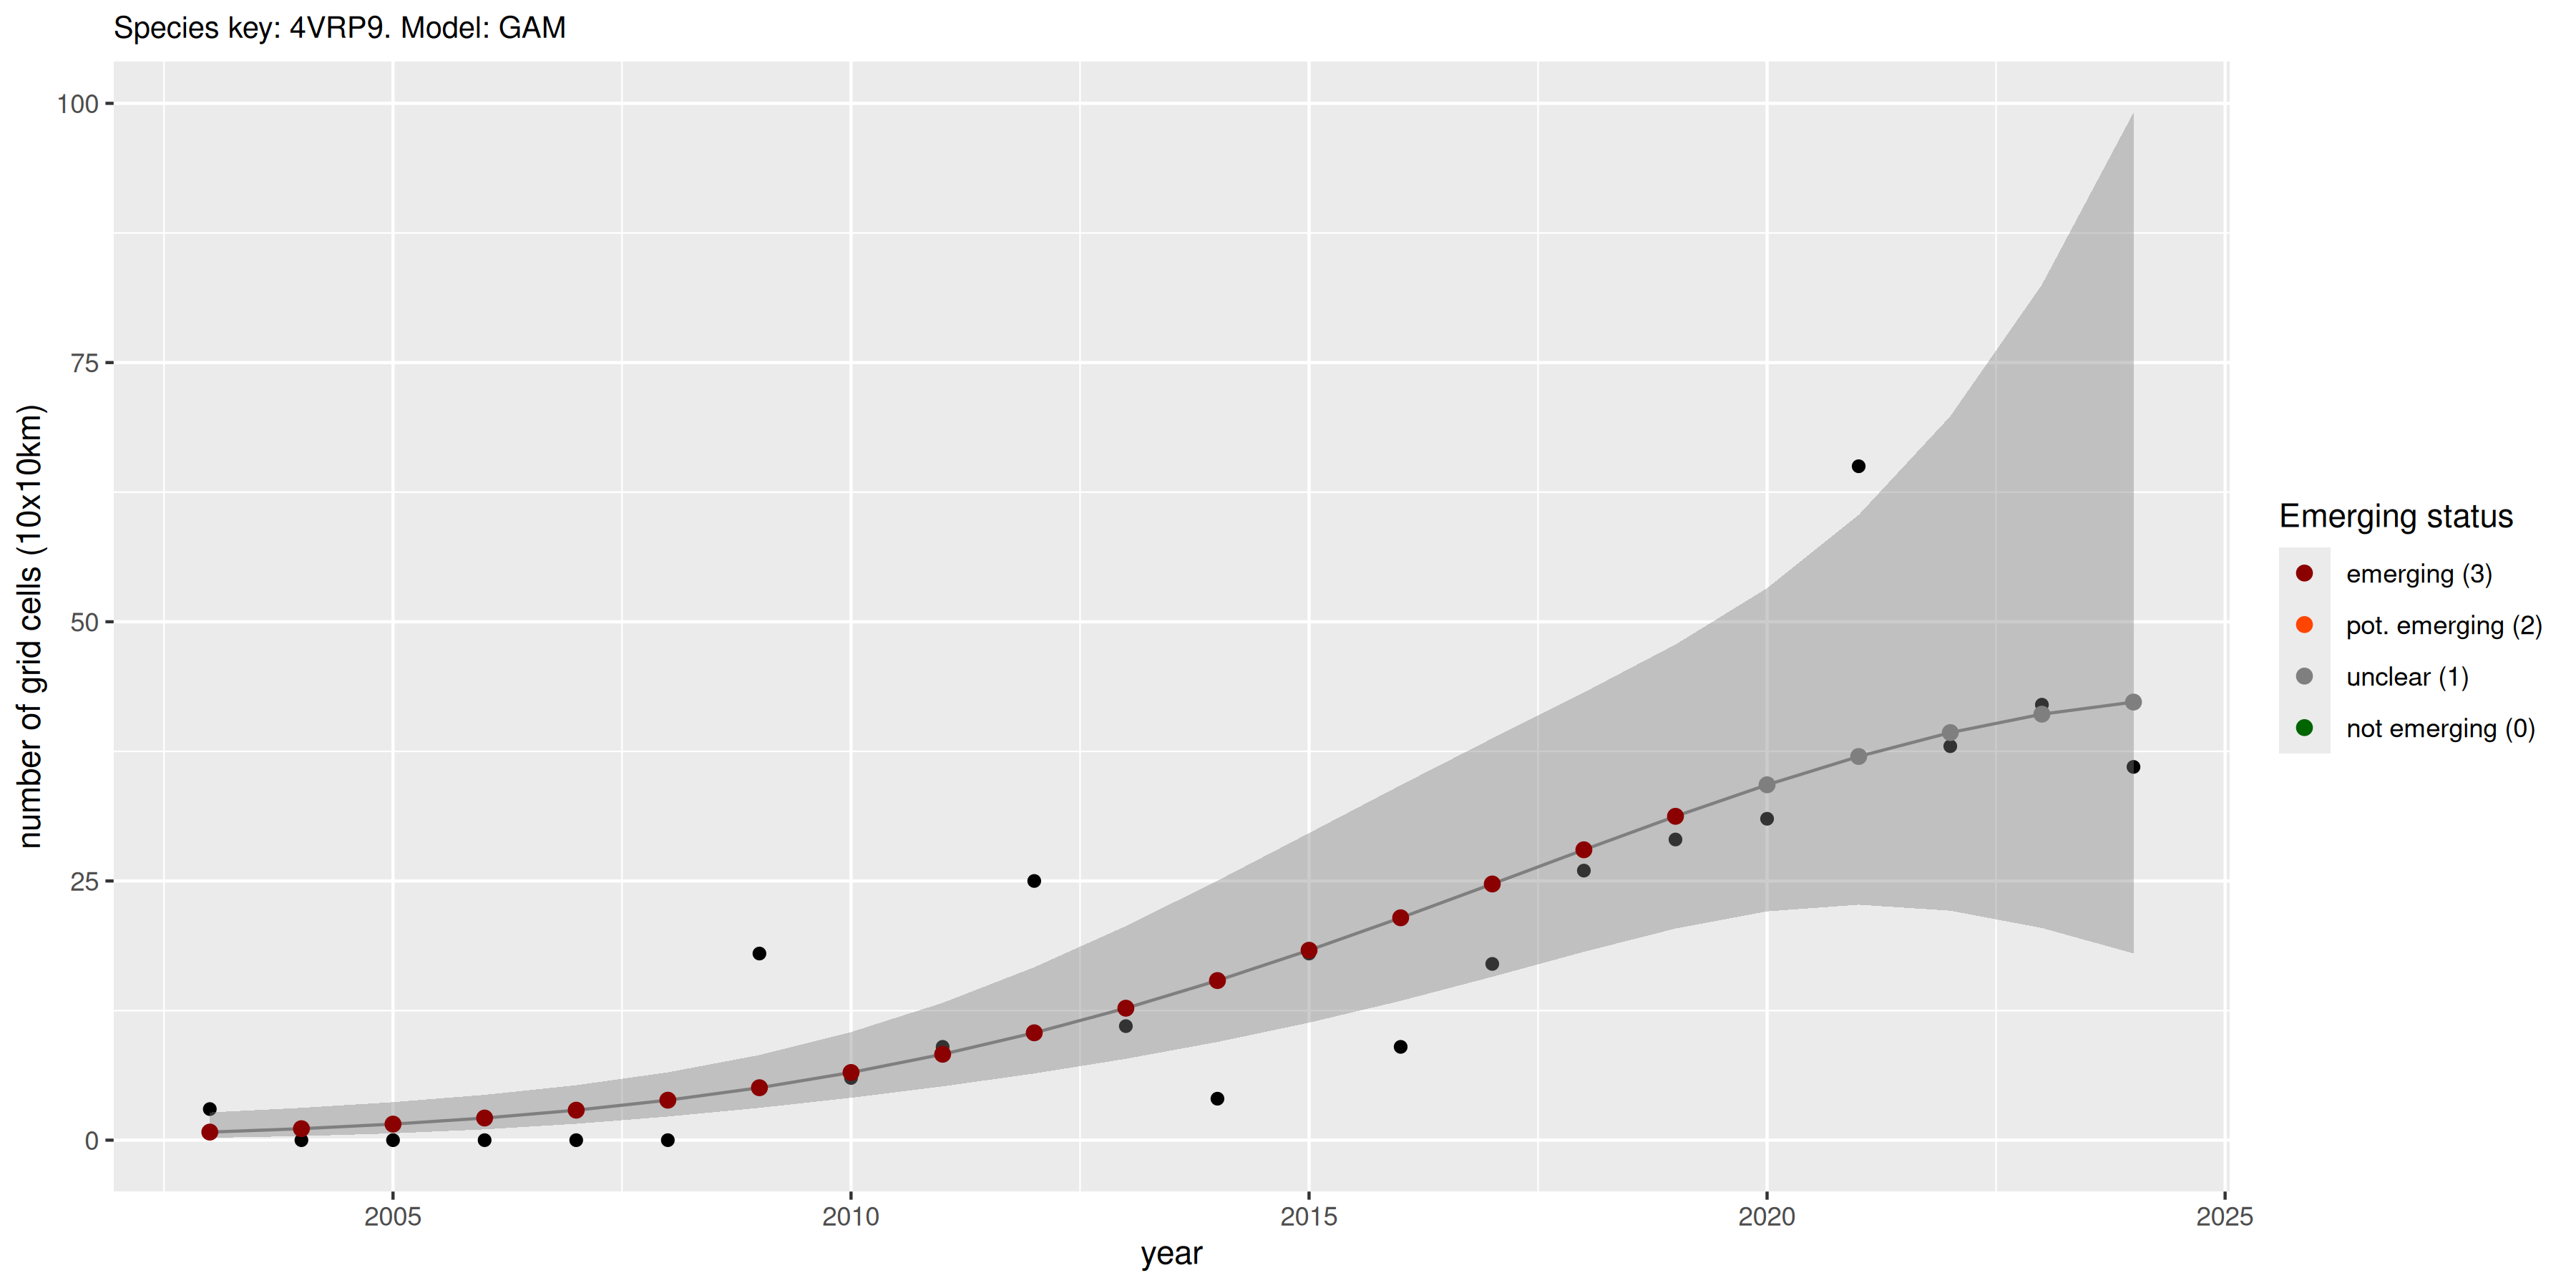 Species key: 4VRP9. Model: GAM
100
75
50
25
0
number of grid cells (10x10km)
2005
2010
2015
2020
2025
year
Emerging status
emerging (3)
pot. emerging (2)
unclear (1)
not emerging (0)